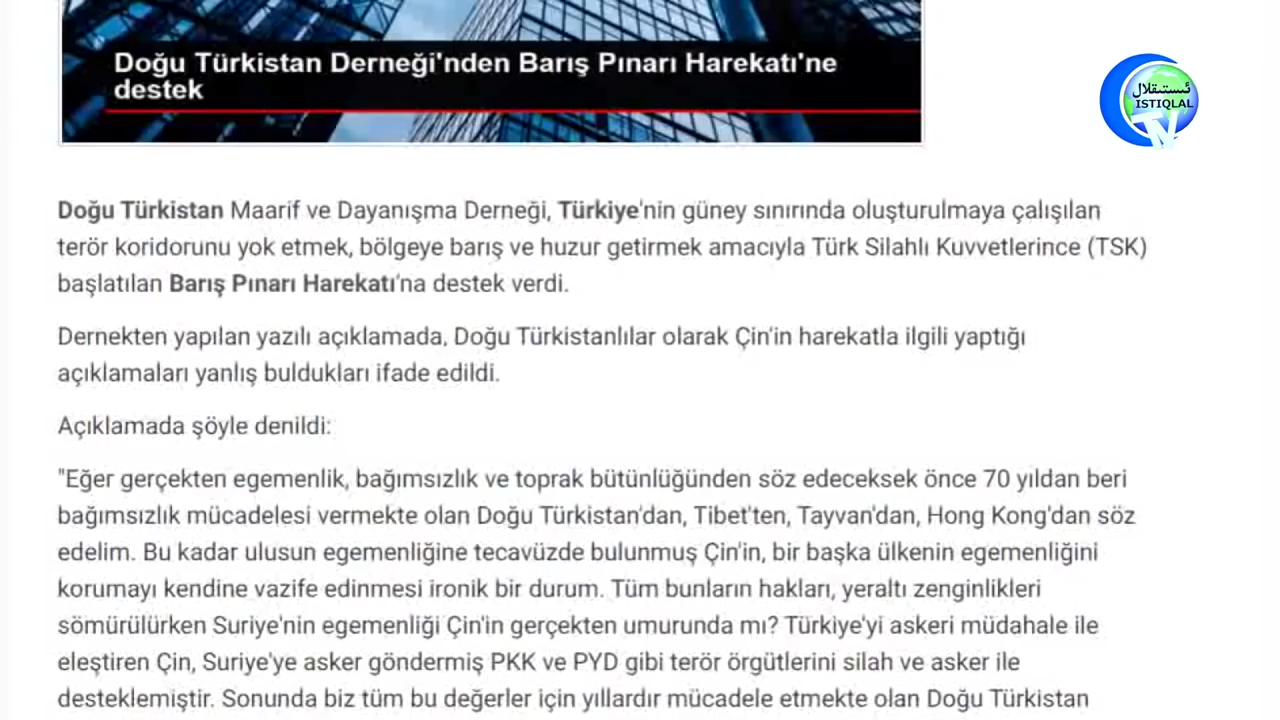 Doğu Türkistan Derneği'nden Barış Pınarı Harekatı'ne
destek
ئىستىقلال
ISTIQLAL
TV
Doğu Türkistan Maarif ve Dayanışma Derneği, Türkiye'nin güney sınırında oluşturulmaya çalışılan
terör koridorunu yok etmek, bölgeye barış ve huzur getirmek amacıyla Türk Silahlı Kuvvetlerince (TSK)
başlatılan Barış Pınarı Harekatı'na destek verdi.
Dernekten yapılan yazılı açıklamada, Doğu Türkistanlılar olarak Çin'in harekatla ilgili yaptığı
açıklamaları yanlış buldukları ifade edildi.
Açıklamada şöyle denildi:
"Eğer gerçekten egemenlik, bağımsızlık ve toprak bütünlüğünden söz edeceksek önce 70 yıldan beri
bağımsızlık mücadelesi vermekte olan Doğu Türkistan'dan, Tibet'ten, Tayvan'dan, Hong Kong'dan söz
edelim. Bu kadar ulusun egemenliğine tecavüzde bulunmuş Çin'in, bir başka ülkenin egemenliğini
korumayı kendine vazife edinmesi ironik bir durum. Tüm bunların hakları, yeraltı zenginlikleri
sömürülürken Suriye'nin egemenliği Çin'in gerçekten umurunda mı? Türkiye'yi askeri müdahale ile
eleştiren Çin, Suriye'ye asker göndermiş PKK ve PYD gibi terör örgütlerini silah ve asker ile
desteklemiştir. Sonunda biz tüm bu değerler için yıllardır mücadele etmekte olan Doğu Türkistan